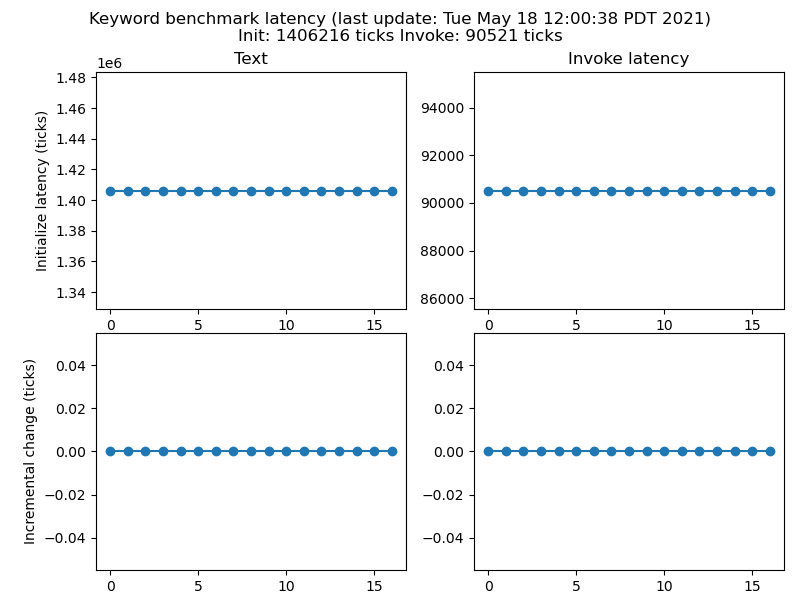 Keyword benchmark latency (last update: Tue May 18 12:00:38 PDT 2021)
Init: 1406216 ticks Invoke: 90521 ticks
Text
1e6
Initialize latency (ticks)
1.48
1.46
1.44
1.42
1.40
1.38
1.36
1.34
0 5 10 15
Invoke latency
94000
92000
90000
88000
86000
0 5 10 15
Incremental change (ticks)
0.04
0.02
0.00
−0.02
−0.04
0 5 10 15
0.04
0.02
0.00
−0.02
−0.04
0 5 10 15